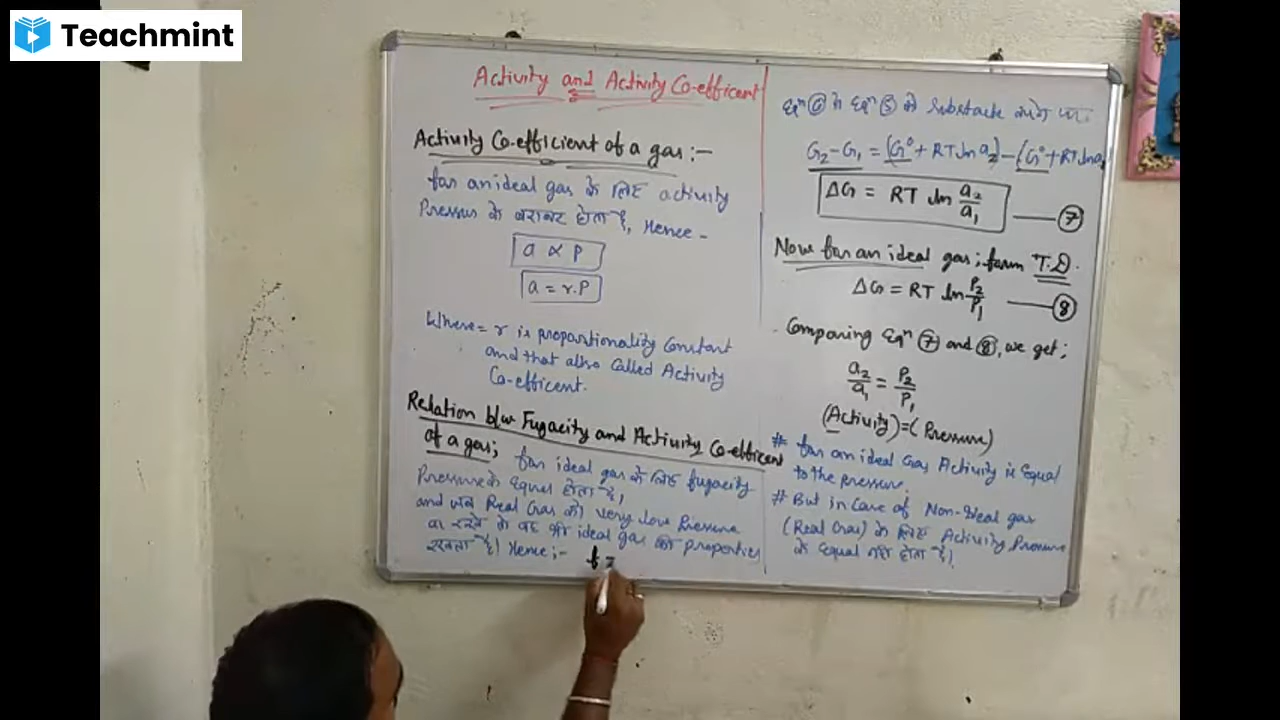 Teachmint
Activity and Activity Co-efficent
Activity Co-efficient of a gas:-
for an ideal gas के लिए activity
Pressur के बराबर होता है, Hence -
a ∝ P
a = r.P
Where = r is proportionality Constant
and that also Called Activity
Co-efficent.
Relation b/w Fugacity and Activity Co-efficent
of a gas;
for ideal gas के लिए fugacity
Pressure के Equal होता है,
and जब Real Gas को very low Pressure
पर रखते है वह भी ideal gas की properties
रखता है। Hence;-
f =
Eqn ⑥ से Eqn ⑤ में Substacte करने पर
G₂-G₁ = (G° + RT ln a₂) - (G° + RT ln a₁
ΔG = RT ln a₂/a₁ — ⑦
Now for an ideal gas; form T.D.
ΔG = RT ln P₂/P₁ — ⑧
Comparing Eqn ⑦ and ⑧, we get;
a₂/a₁ = P₂/P₁
(Activity) = (Pressure)
# for an ideal Gas, Activity is Equal
to the pressure.
# But in Case of Non-Ideal gas
(Real Gas) के लिए Activity Pressure
के Equal नहीं होता है।